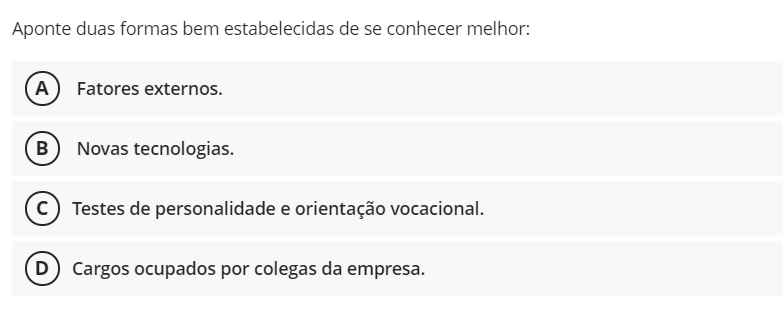 Aponte duas formas bem estabelecidas de se conhecer melhor:
A Fatores externos.
B Novas tecnologias.
C Testes de personalidade e orientação vocacional.
D Cargos ocupados por colegas da empresa.